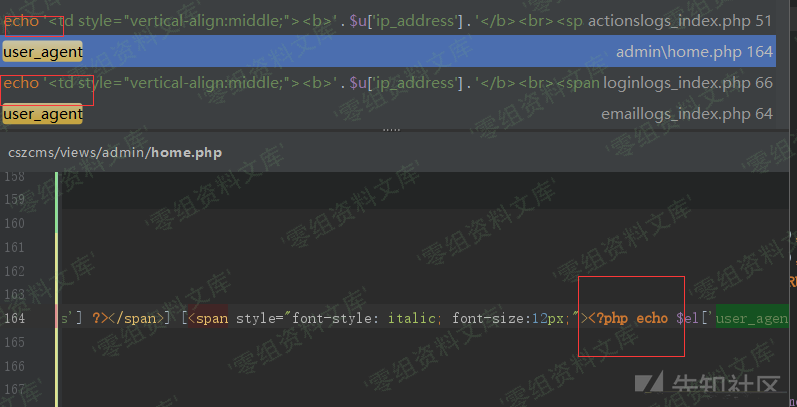 echo '<td style="vertical-align:middle;"><b>' . $u['ip_address'] . '</b><br><sp actionslogs_index.php 51
user_agent admin\home.php 164
echo '<td style="vertical-align:middle;"><b>' . $u['ip_address'] . '</b><br><span loginlogs_index.php 66
user_agent emaillogs_index.php 64
cszcms/views/admin/home.php
158
159
160
161
162
163
164 s'] ?></span>] [<span style="font-style: italic; font-size:12px;"><?php echo $el['user_agen
165
166
167
'零组资料文库'
先知社区